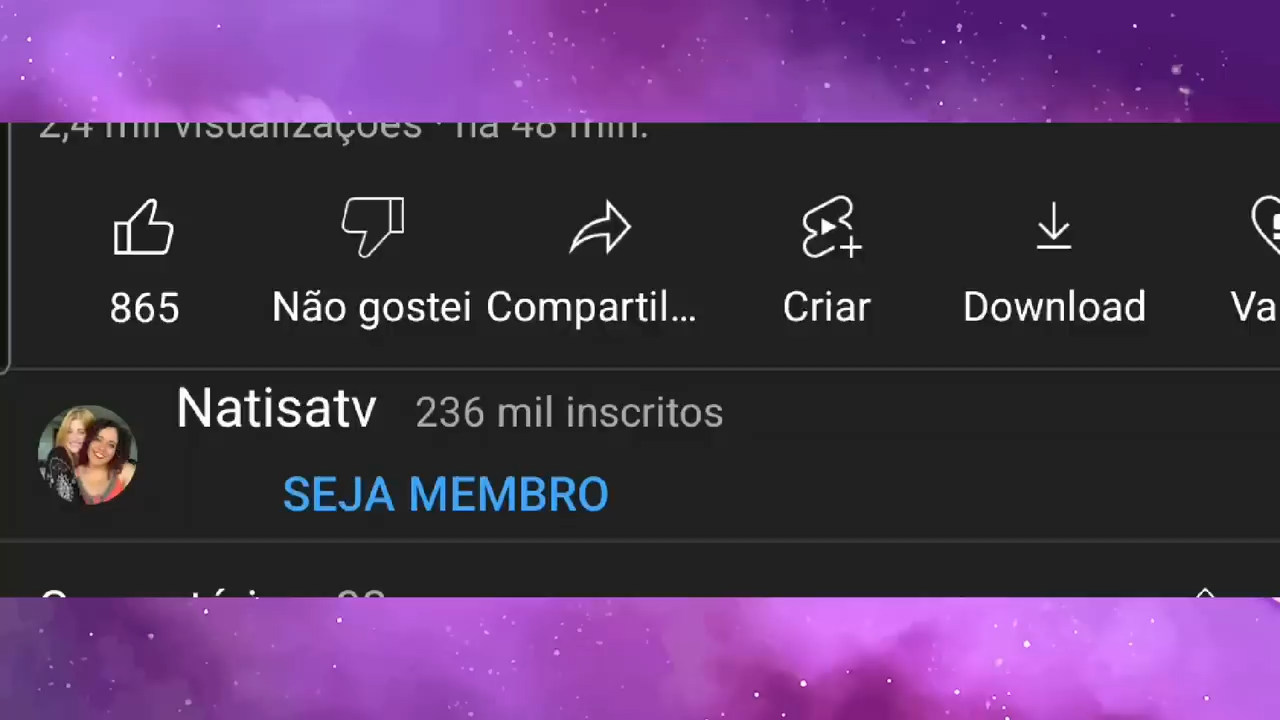 2,4 mil visualizações · há 48 min.
865 Não gostei Compartil... Criar Download Va
Natisatv 236 mil inscritos
SEJA MEMBRO